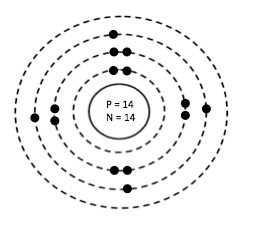 P = 14
N = 14